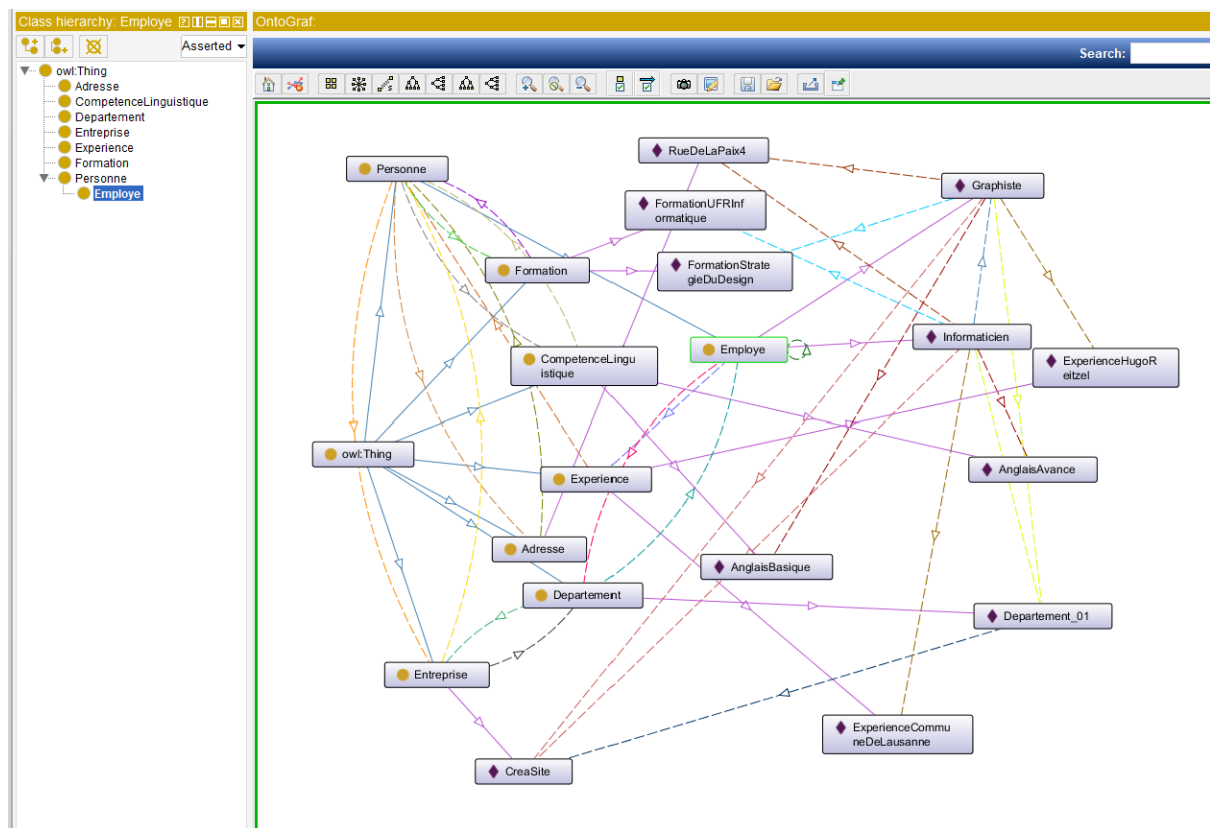 Class hierarchy: Employe
OntoGraf:
Asserted
Search:
owl:Thing
Adresse
CompetenceLinguistique
Departement
Entreprise
Experience
Formation
Personne
Employe
RueDeLaPaix4
Personne
Graphiste
FormationUFRInf
ormatique
Formation
FormationStrate
gieDuDesign
Informaticien
Employe
CompetenceLingu
istique
ExperienceHugoR
eitzel
owl:Thing
AnglaisAvance
Experience
Adresse
AnglaisBasique
Departement
Departement_01
Entreprise
ExperienceCommu
neDeLausanne
CreaSite